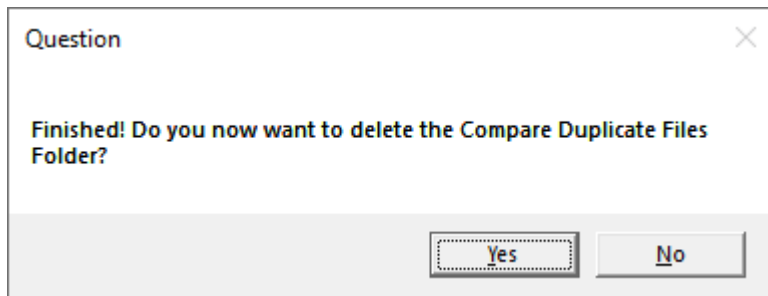 Question
Finished! Do you now want to delete the Compare Duplicate Files
Folder?
Yes
No